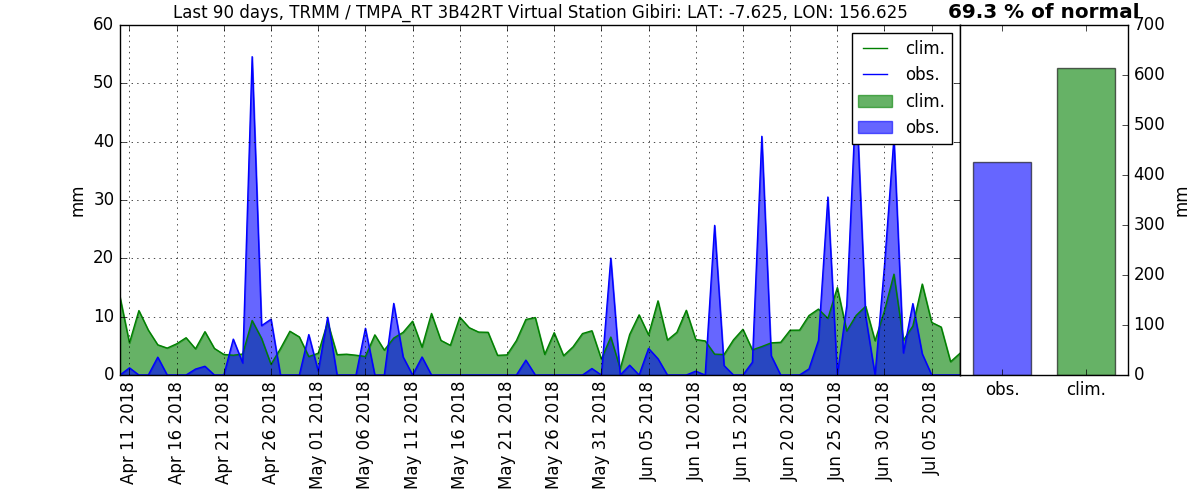 Last 90 days, TRMM / TMPA_RT 3B42RT Virtual Station Gibiri: LAT: -7.625, LON: 156.625
69.3 % of normal
60
50
40
30
20
10
0
mm
clim.
obs.
clim.
obs.
Apr 11 2018
Apr 16 2018
Apr 21 2018
Apr 26 2018
May 01 2018
May 06 2018
May 11 2018
May 16 2018
May 21 2018
May 26 2018
May 31 2018
Jun 05 2018
Jun 10 2018
Jun 15 2018
Jun 20 2018
Jun 25 2018
Jun 30 2018
Jul 05 2018
700
600
500
400
300
200
100
0
mm
obs.
clim.